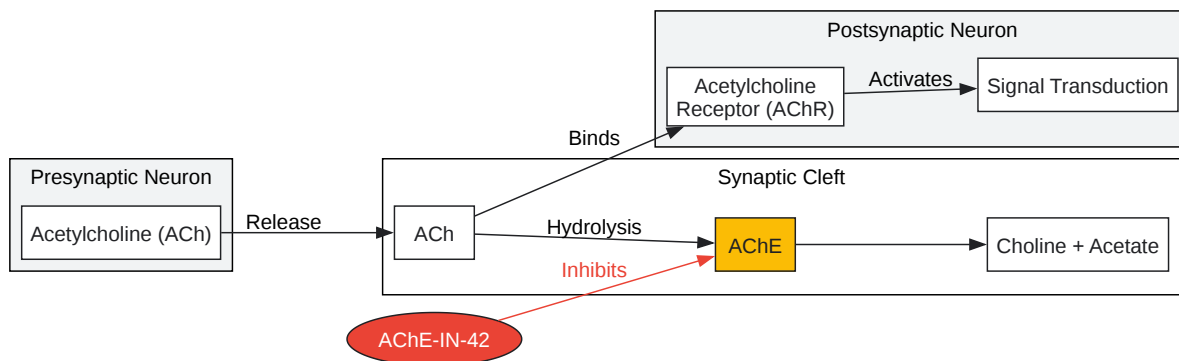 Postsynaptic Neuron
Acetylcholine
Receptor (AChR)
Activates
Signal Transduction
Binds
Presynaptic Neuron
Acetylcholine (ACh)
Release
Synaptic Cleft
ACh
Hydrolysis
AChE
Choline + Acetate
Inhibits
AChE-IN-42